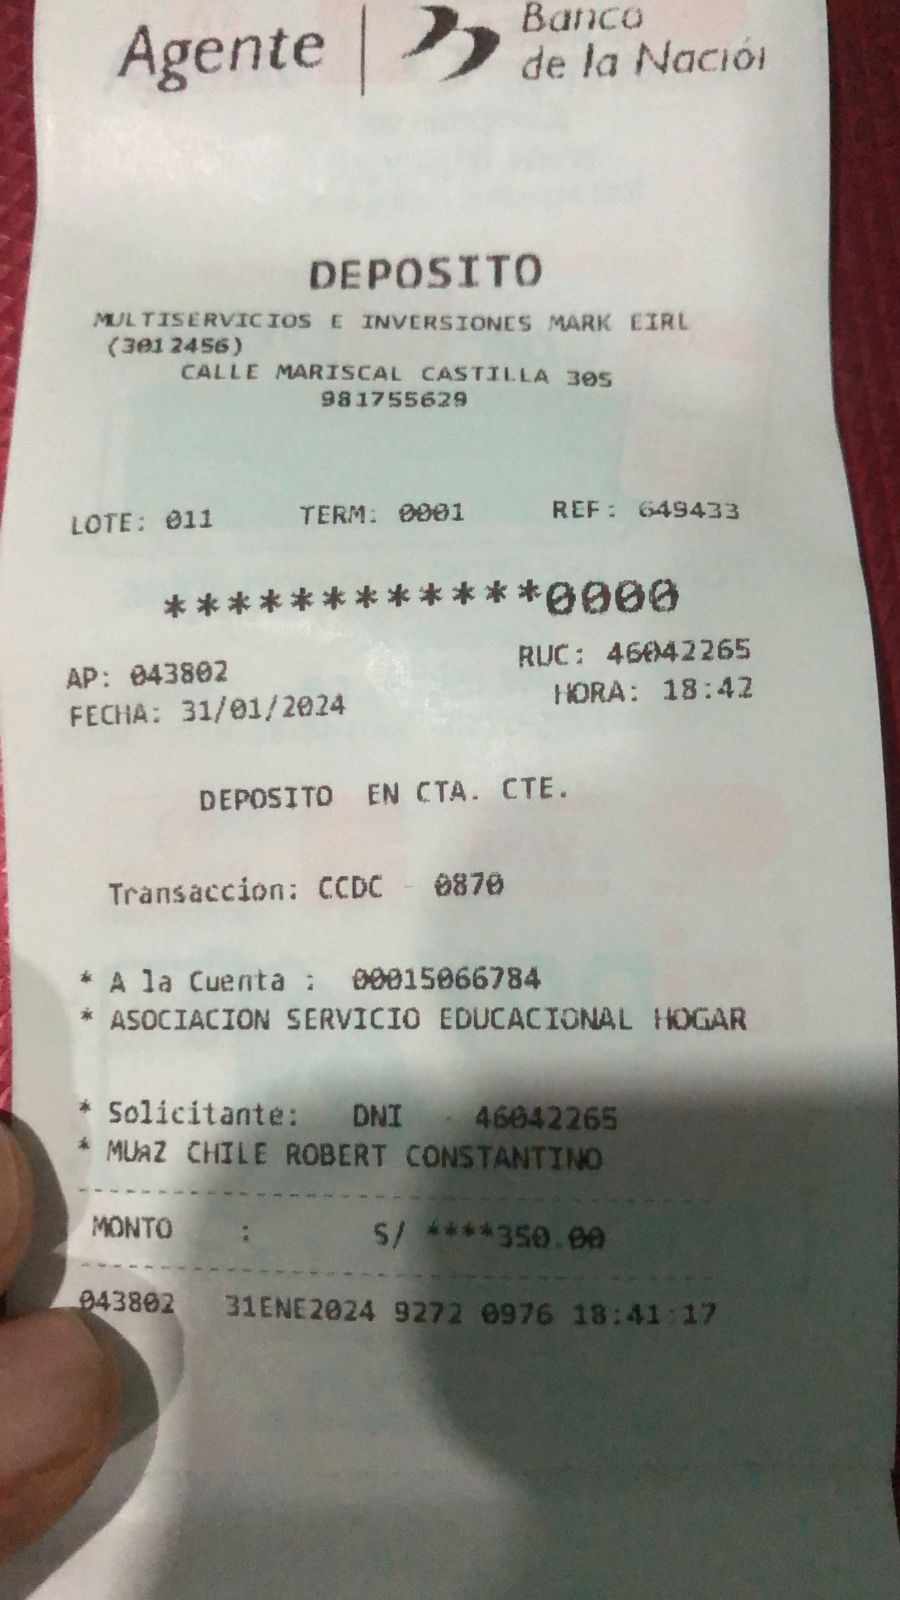 Agente | Banco
de la Nación
DEPOSITO
MULTISERVICIOS E INVERSIONES MARK EIRL
(3012456)
CALLE MARISCAL CASTILLA 305
981755629
LOTE: 011 TERM: 0001 REF: 649433
************0000
AP: 043802 RUC: 46042265
FECHA: 31/01/2024 HORA: 18:42
DEPOSITO EN CTA. CTE.
Transaccion: CCDC - 0870
* A la Cuenta : 00015066784
* ASOCIACION SERVICIO EDUCACIONAL HOGAR
* Solicitante: DNI - 46042265
* MUaZ CHILE ROBERT CONSTANTINO
MONTO : S/ ****350.00
043802 31ENE2024 9272 0976 18:41:17